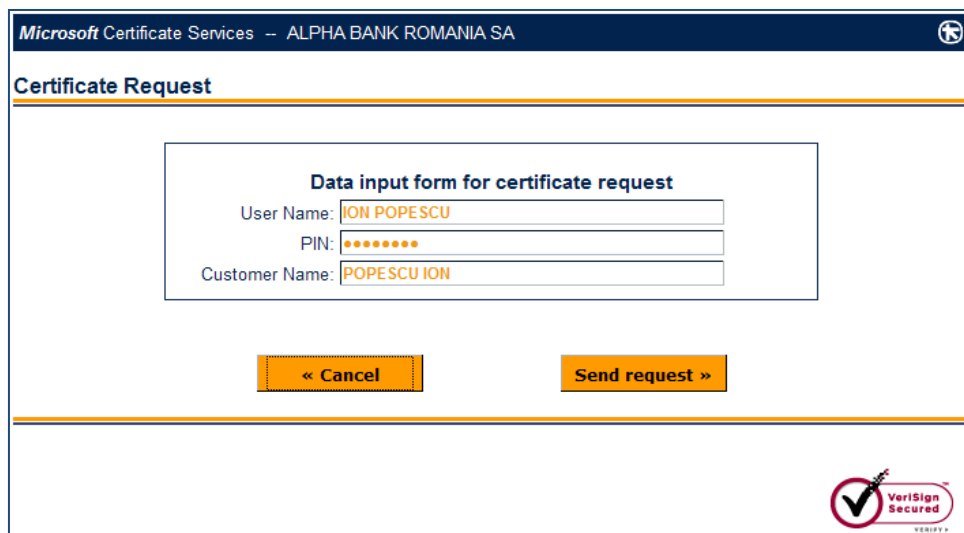 Microsoft Certificate Services -- ALPHA BANK ROMANIA SA
Certificate Request
Data input form for certificate request
User Name: ION POPESCU
PIN: ••••••••
Customer Name: POPESCU ION
« Cancel
Send request »
VeriSign
Secured
VERIFY